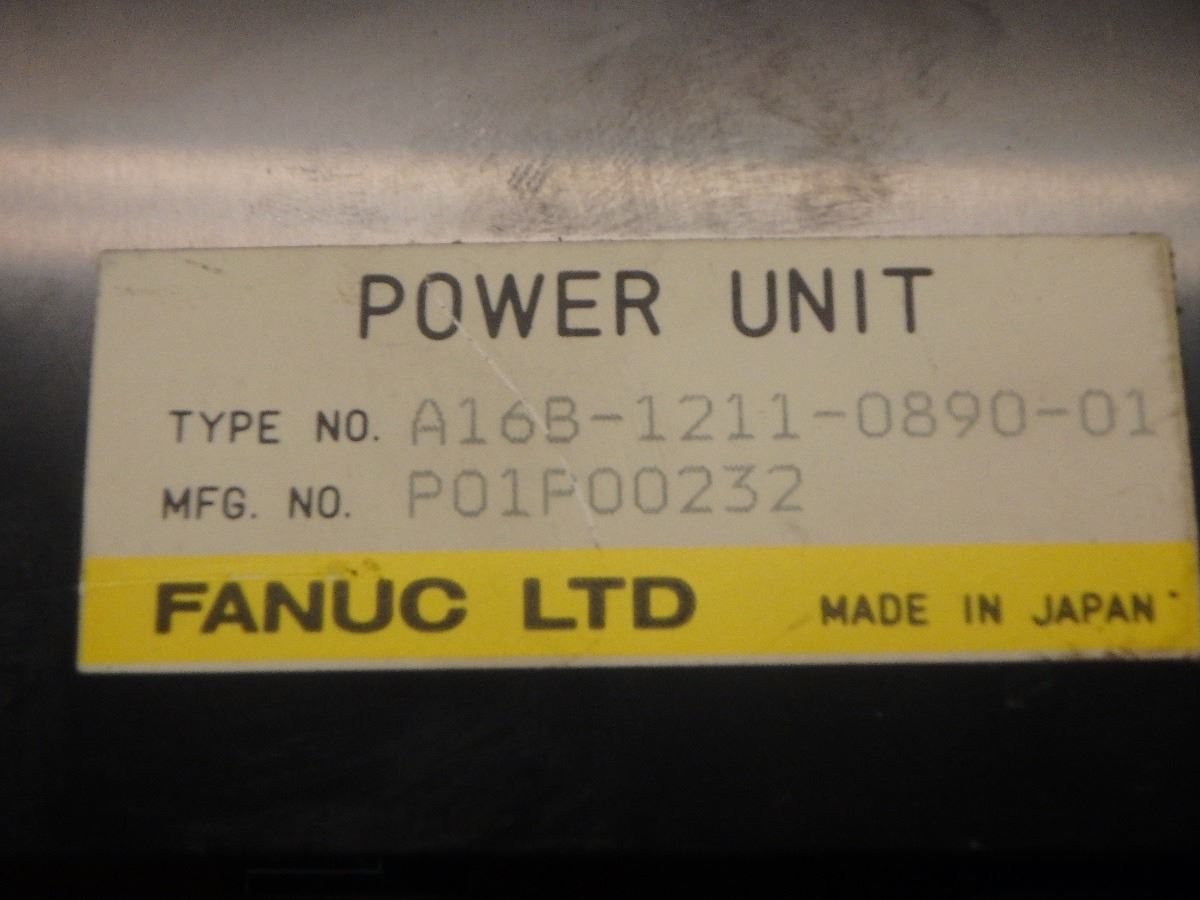 POWER UNIT
TYPE NO. A16B-1211-0890-01
MFG. NO. P01P00232
FANUC LTD MADE IN JAPAN